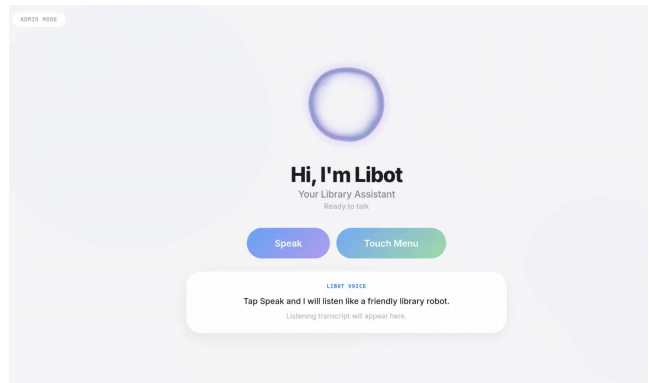 ADMIN MODE
Hi, I'm Libot
Your Library Assistant
Ready to talk
Speak
Touch Menu
LIBOT VOICE
Tap Speak and I will listen like a friendly library robot.
Listening transcript will appear here.